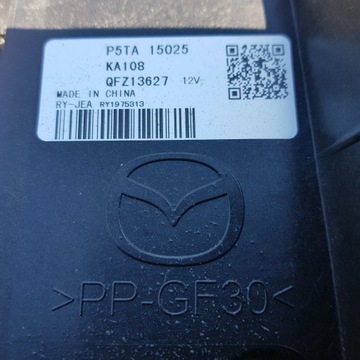 P5TA 15025
KA108
QFZ13627 12V
MADE IN CHINA
RY-JEA RY1975313
>PP-GF30<